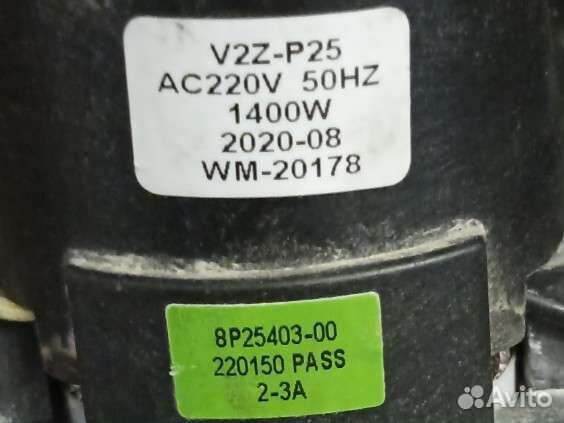 V2Z-P25
AC220V 50HZ
1400W
2020-08
WM-20178
8P25403-00
220150 PASS
2-3A
Avito